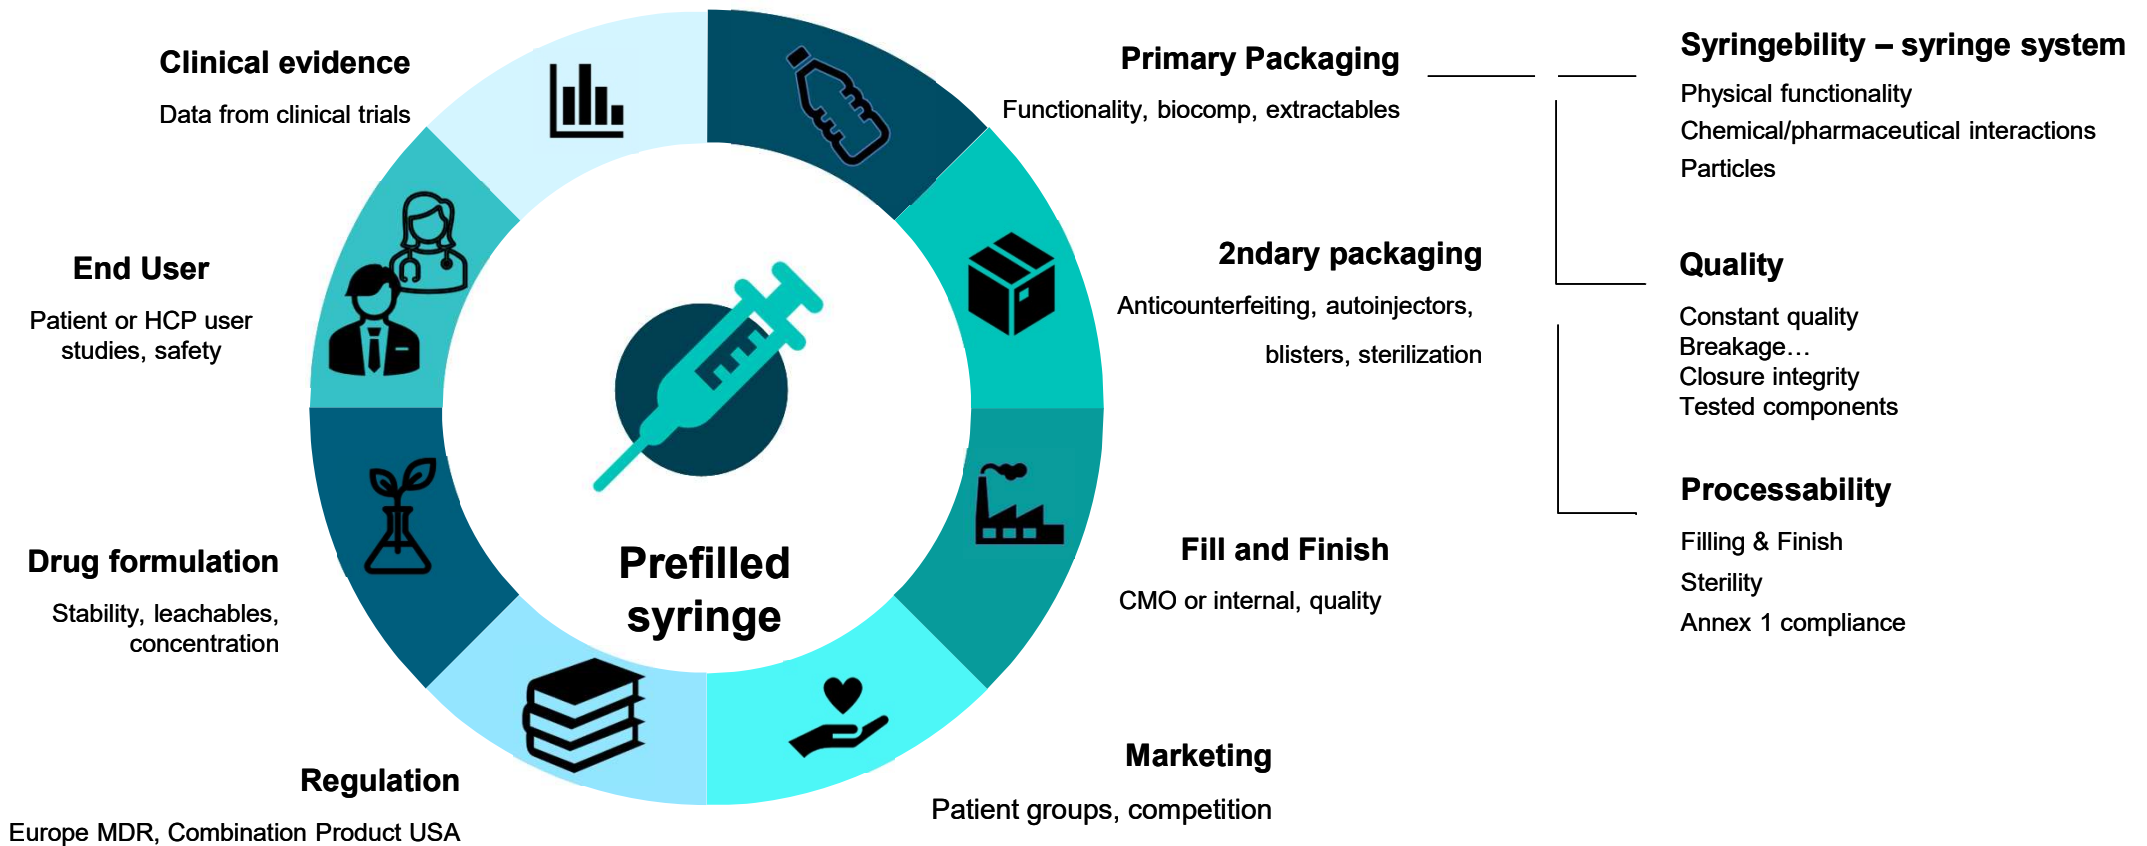 Clinical evidence
Data from clinical trials
End User
Patient or HCP user
studies, safety
Drug formulation
Stability, leachables,
concentration
Regulation
Europe MDR, Combination Product USA
Prefilled
syringe
Primary Packaging
Functionality, biocomp, extractables
2ndary packaging
Anticounterfeiting, autoinjectors,
blisters, sterilization
Fill and Finish
CMO or internal, quality
Marketing
Patient groups, competition
Syringebility – syringe system
Physical functionality
Chemical/pharmaceutical interactions
Particles
Quality
Constant quality
Breakage…
Closure integrity
Tested components
Processability
Filling & Finish
Sterility
Annex 1 compliance